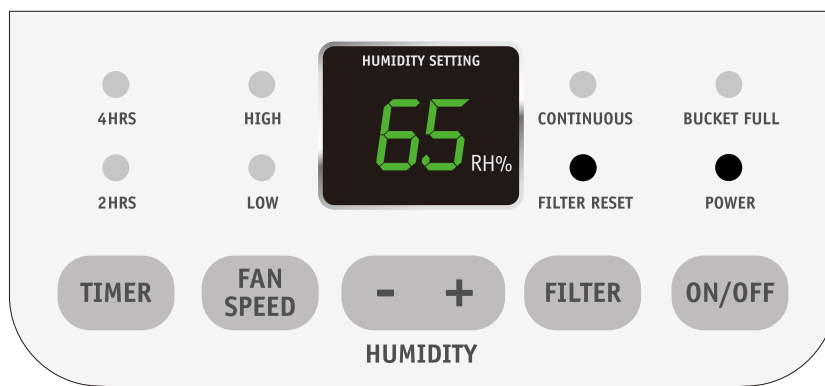 HUMIDITY SETTING
65 RH%
4HRS
HIGH
CONTINUOUS
BUCKET FULL
2HRS
LOW
FILTER RESET
POWER
TIMER
FAN
SPEED
- +
FILTER
ON/OFF
HUMIDITY